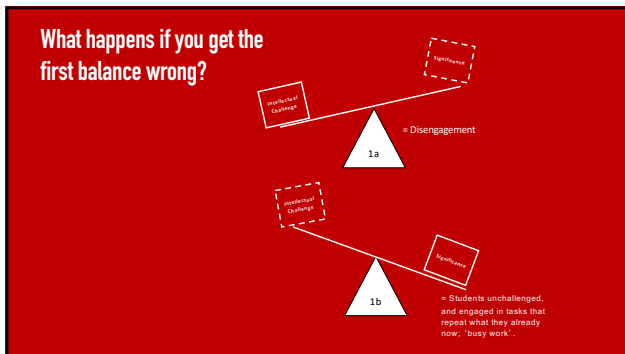 What happens if you get the
first balance wrong?
Significance
Intellectual
Challenge
= Disengagement
1a
Intellectual
Challenge
Significance
1b
= Students unchallenged,
and engaged in tasks that
repeat what they already
now; 'busy work'.